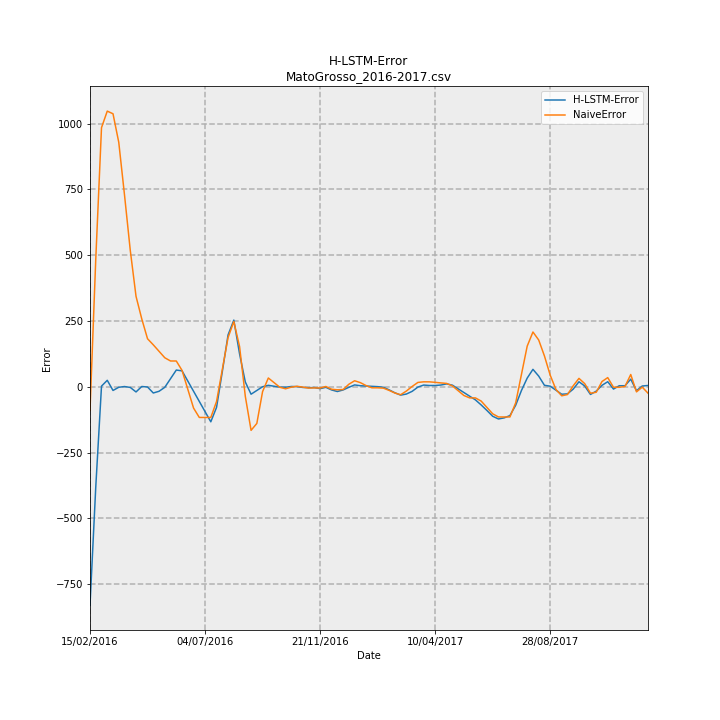 H-LSTM-Error
MatoGrosso_2016-2017.csv
H-LSTM-Error
NaiveError
1000
750
500
250
0
−250
−500
−750
Error
15/02/2016
04/07/2016
21/11/2016
10/04/2017
28/08/2017
Date